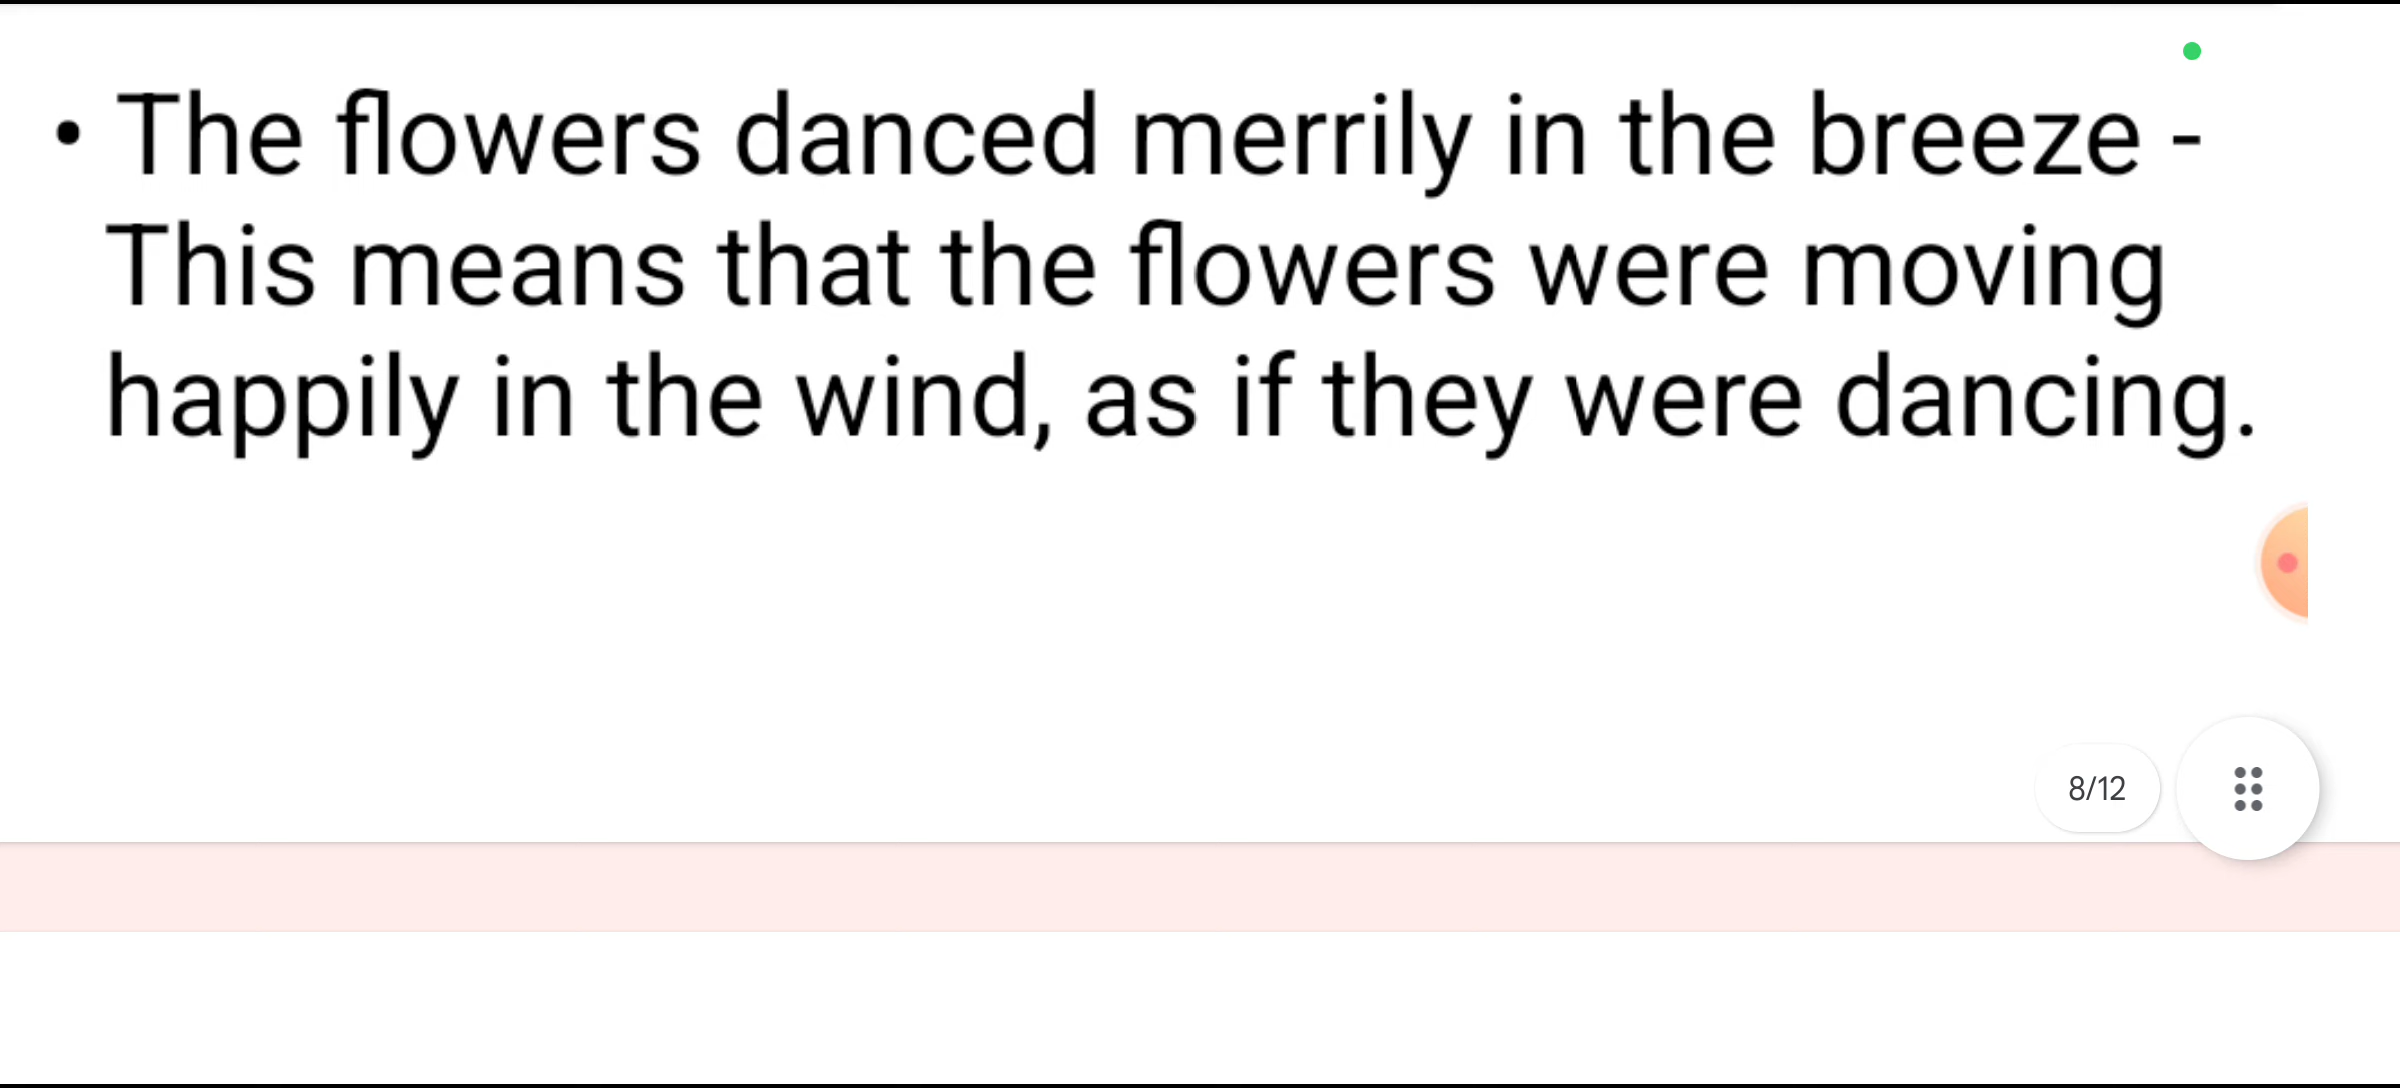 • The flowers danced merrily in the breeze -
This means that the flowers were moving
happily in the wind, as if they were dancing.
8/12